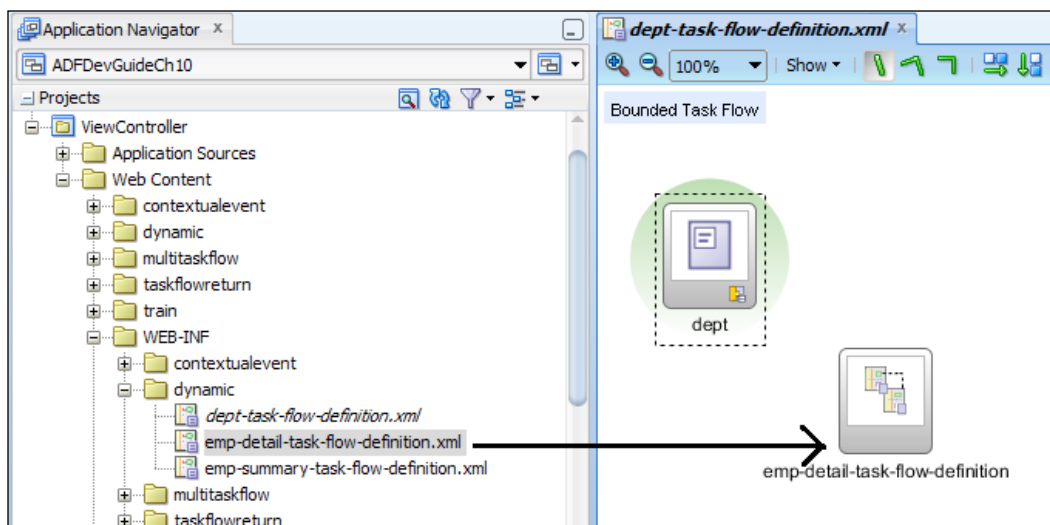 Application Navigator
ADFDevGuideCh10
Projects
ViewController
Application Sources
Web Content
contextualevent
dynamic
multitaskflow
taskflowreturn
train
WEB-INF
contextualevent
dynamic
dept-task-flow-definition.xml
emp-detail-task-flow-definition.xml
emp-summary-task-flow-definition.xml
multitaskflow
taskflowreturn
dept-task-flow-definition.xml
100%
Show
Bounded Task Flow
dept
emp-detail-task-flow-definition